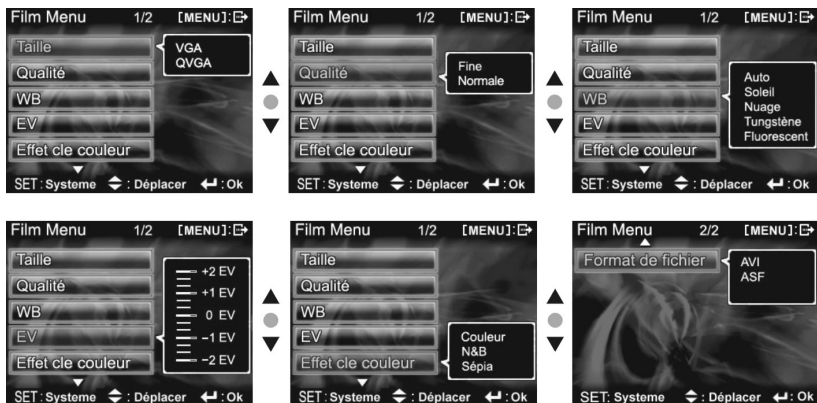 Film Menu 1/2 [MENU]:
Taille
VGA
QVGA
Qualité
WB
EV
Effet cle couleur
SET : Systeme : Déplacer : Ok
Film Menu 1/2 [MENU]:
Taille
Qualité
Fine
Normale
WB
EV
Effet cle couleur
SET : Systeme : Déplacer : Ok
Film Menu 1/2 [MENU]:
Taille
Qualité
WB
Auto
Soleil
Nuage
Tungstène
Fluorescent
EV
Effet cle couleur
SET : Systeme : Déplacer : Ok
Film Menu 1/2 [MENU]:
Taille
Qualité
WB
EV
+2 EV
+1 EV
0 EV
−1 EV
−2 EV
Effet cle couleur
SET : Systeme : Déplacer : Ok
Film Menu 1/2 [MENU]:
Taille
Qualité
WB
EV
Effet cle couleur
Couleur
N&B
Sépia
SET : Systeme : Déplacer : Ok
Film Menu 2/2 [MENU]:
Format de fichier
AVI
ASF
SET: Systeme : Déplacer : Ok